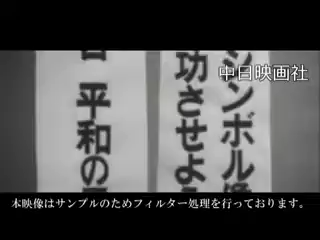 中日映画社
シンボル
功させよ
平和の
本映像はサンプルのためフィルター処理を行っております。